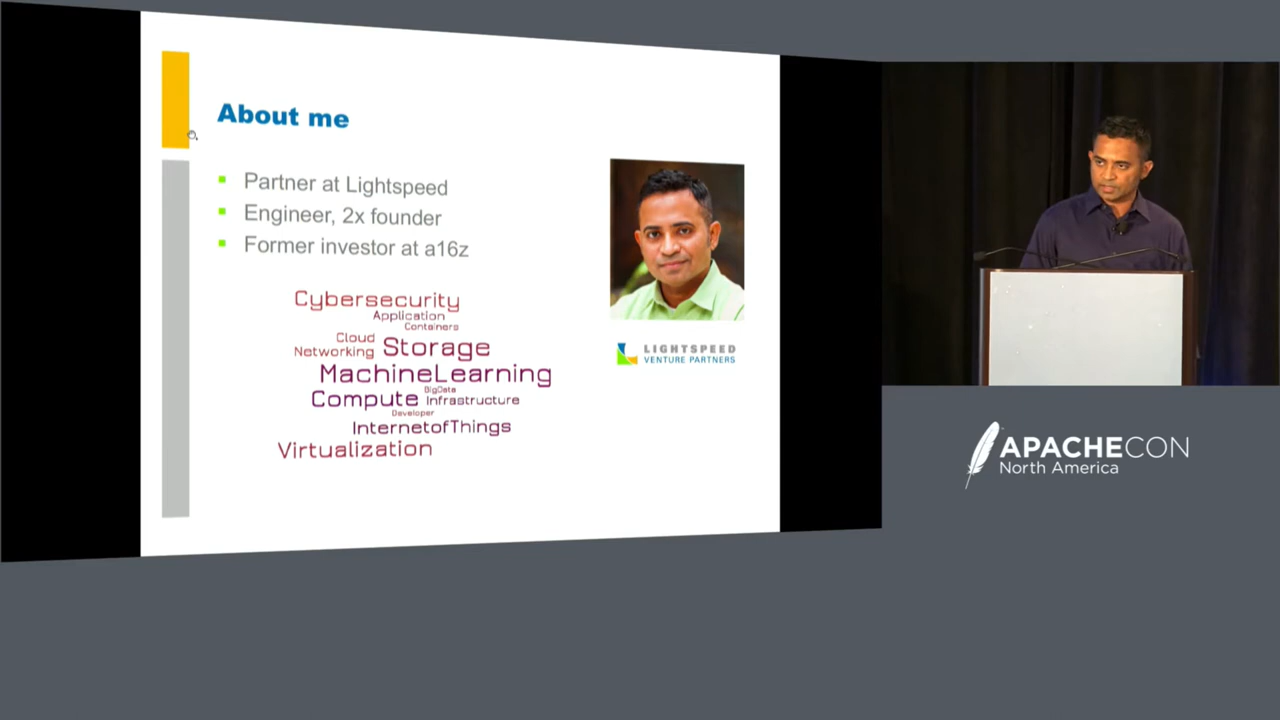 About me
Partner at Lightspeed
Engineer, 2x founder
Former investor at a16z
Cybersecurity
Application
Containers
Cloud
Networking Storage
MachineLearning
BigData
Compute Infrastructure
Developer
InternetofThings
Virtualization
LIGHTSPEED
VENTURE PARTNERS
APACHECON
North America